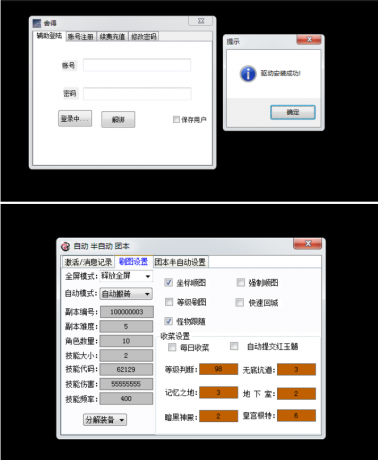 舍得
辅助登陆 账号注册 续费充值 修改密码
账号
密码
登录中... 解绑 保存用户
提示
驱动安装成功!
确定
自动 半自动 团本
激活/消息记录 刷图设置 团本半自动设置
全屏模式: 释放全屏
自动模式: 自动搬砖
副本编号: 100000003
副本难度: 5
角色数量: 10
技能大小: 2
技能代码: 62129
技能伤害: 55555555
技能频率: 400
分解装备
坐标顺图 强制顺图
等级刷图 快速回城
怪物跟随
收菜设置
每日收菜 自动提交红玉髓
等级判断: 98 无底坑道: 3
记忆之地: 3 地 下 室: 2
暗黑神殿: 2 皇宫根特: 6